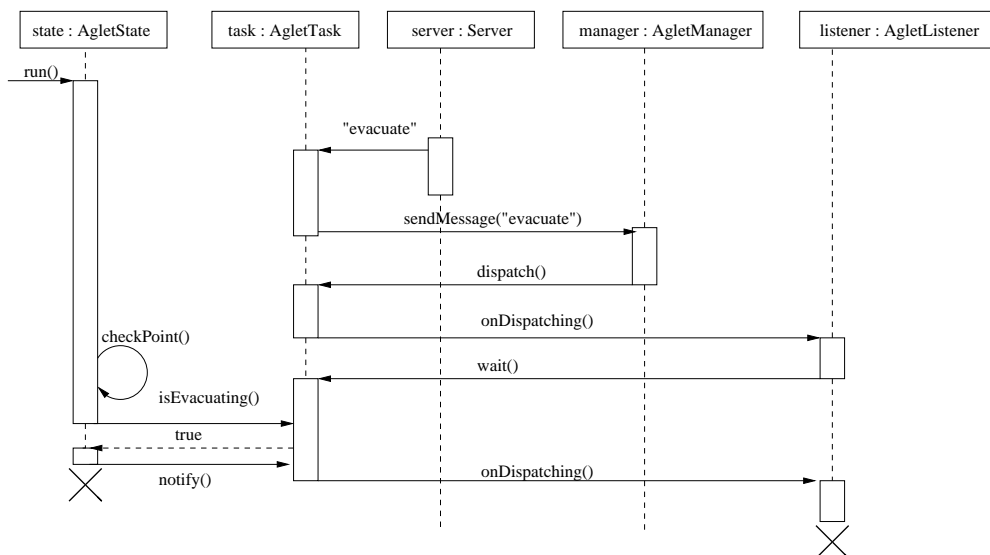 state : AgletState
task : AgletTask
server : Server
manager : AgletManager
listener : AgletListener
run()
"evacuate"
sendMessage("evacuate")
dispatch()
onDispatching()
checkPoint()
wait()
isEvacuating()
true
notify()
onDispatching()